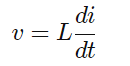 v = L di/dt